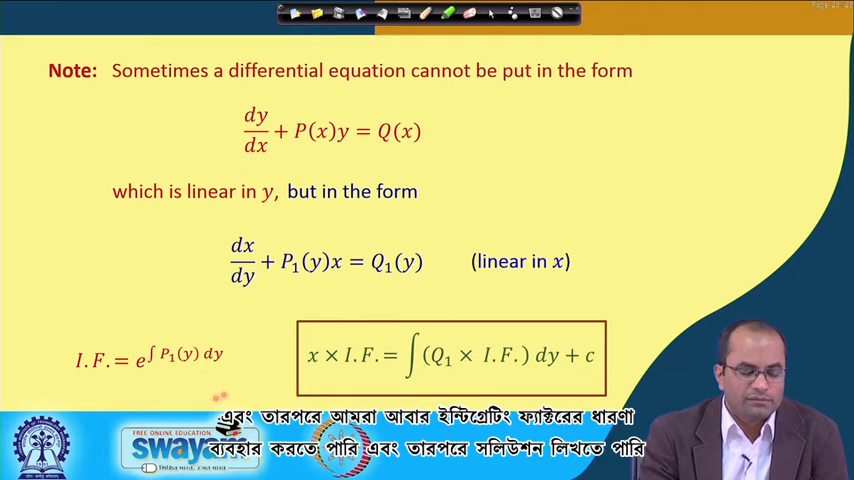 Note: Sometimes a differential equation cannot be put in the form
dy/dx + P(x)y = Q(x)
which is linear in y, but in the form
dx/dy + P₁(y)x = Q₁(y) (linear in x)
I.F. = e^{∫ P₁(y) dy}
x × I.F. = ∫(Q₁ × I.F.) dy + c
এবং তারপরে আমরা আবার ইন্টিগ্রেটিং ফ্যাক্টরের ধারণা
ব্যবহার করতে পারি এবং তারপরে সলিউশন লিখতে পারি
FREE ONLINE EDUCATION
swayam